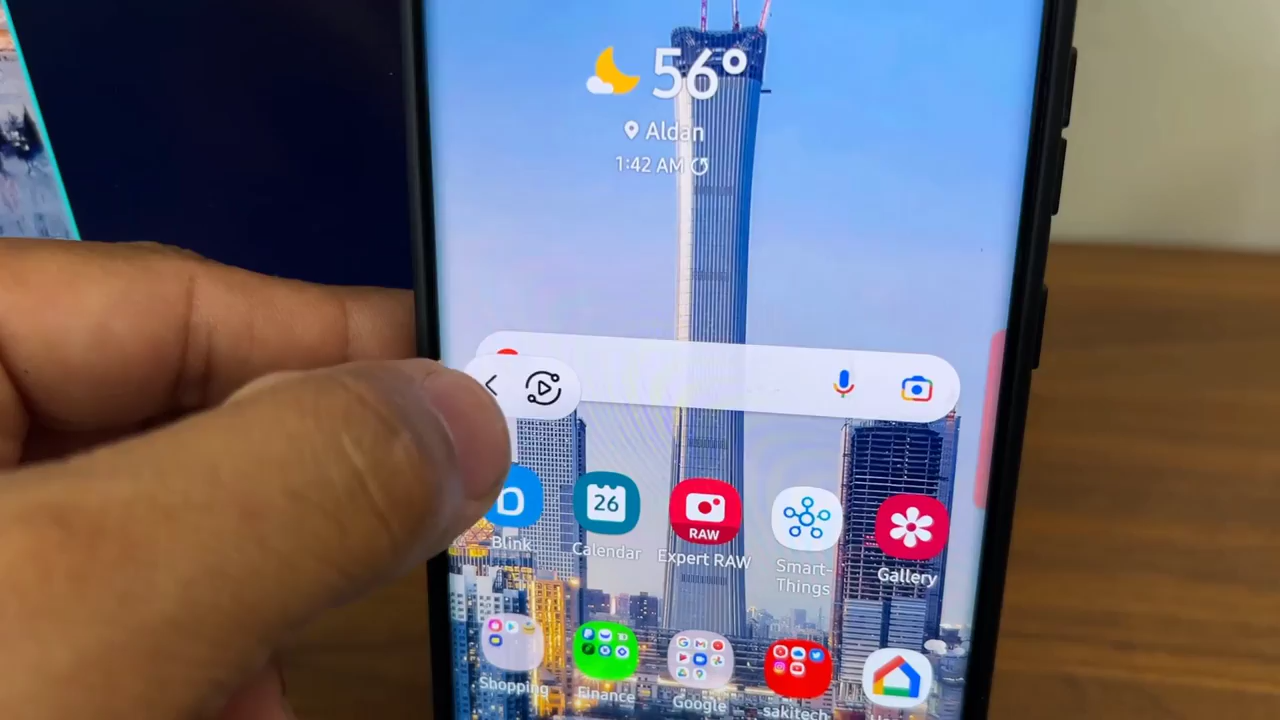 56°
Aldan
1:42 AM
26
RAW
Blink
Calendar
Expert RAW
Smart-
Things
Gallery
Shopping
Finance
Google
sakitech